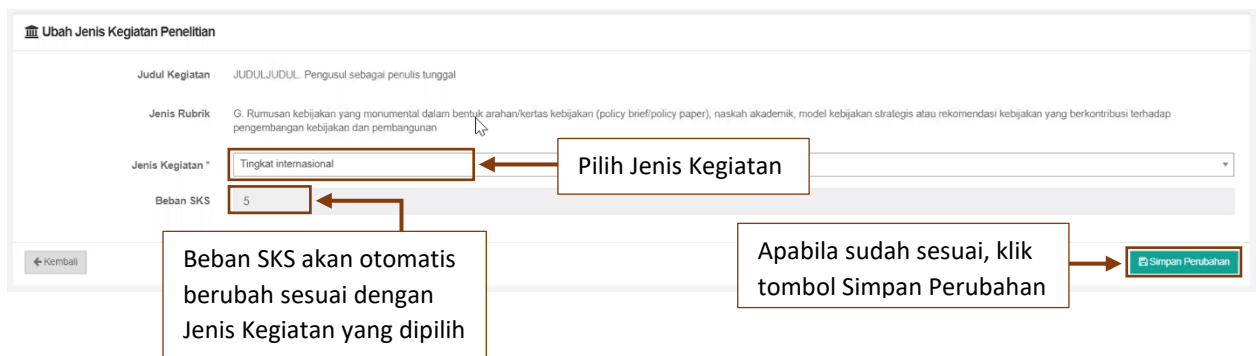 Ubah Jenis Kegiatan Penelitian
Judul Kegiatan JUDULJUDUL. Pengusul sebagai penulis tunggal
Jenis Rubrik G. Rumusan kebijakan yang monumental dalam bentuk arahan/kertas kebijakan (policy brief/policy paper), naskah akademik, model kebijakan strategis atau rekomendasi kebijakan yang berkontribusi terhadap
pengembangan kebijakan dan pembangunan
Jenis Kegiatan * Tingkat internasional
Pilih Jenis Kegiatan
Beban SKS 5
Beban SKS akan otomatis
berubah sesuai dengan
Jenis Kegiatan yang dipilih
Apabila sudah sesuai, klik
tombol Simpan Perubahan
Kembali
Simpan Perubahan